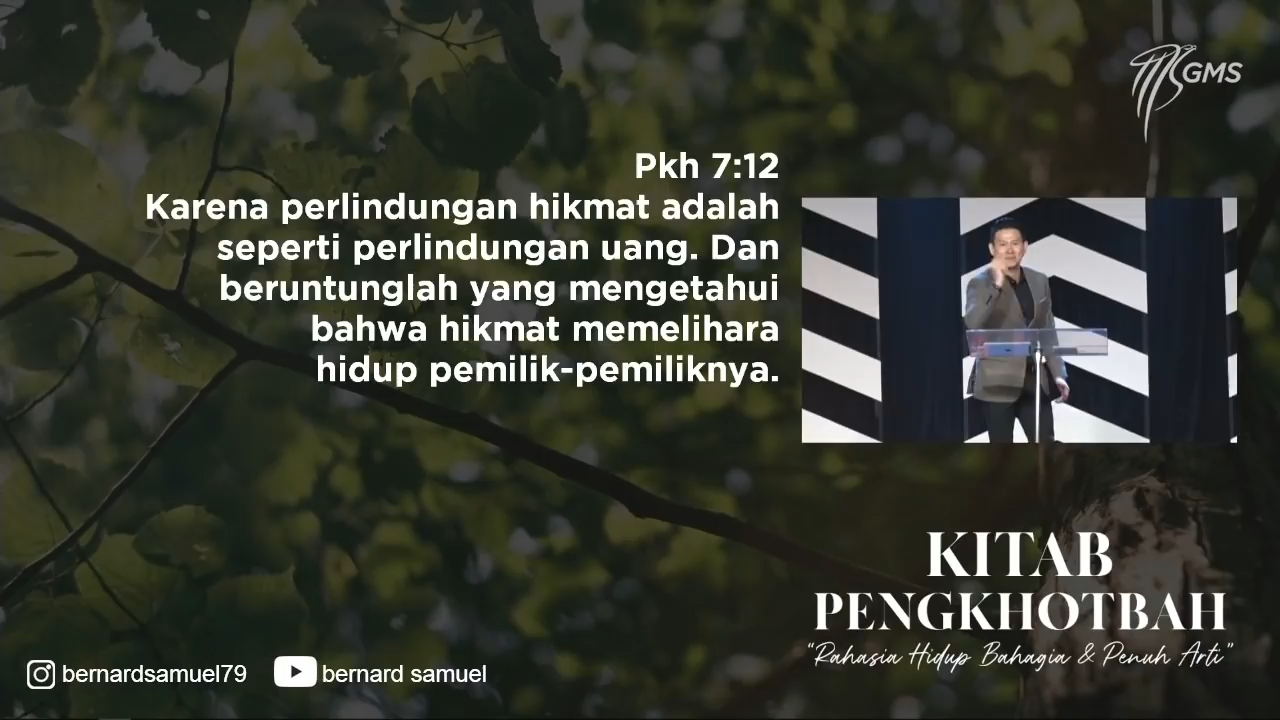 GMS
Pkh 7:12
Karena perlindungan hikmat adalah
seperti perlindungan uang. Dan
beruntunglah yang mengetahui
bahwa hikmat memelihara
hidup pemilik-pemiliknya.
KITAB
PENGKHOTBAH
"Rahasia Hidup Bahagia & Penuh Arti"
bernardsamuel79
bernard samuel